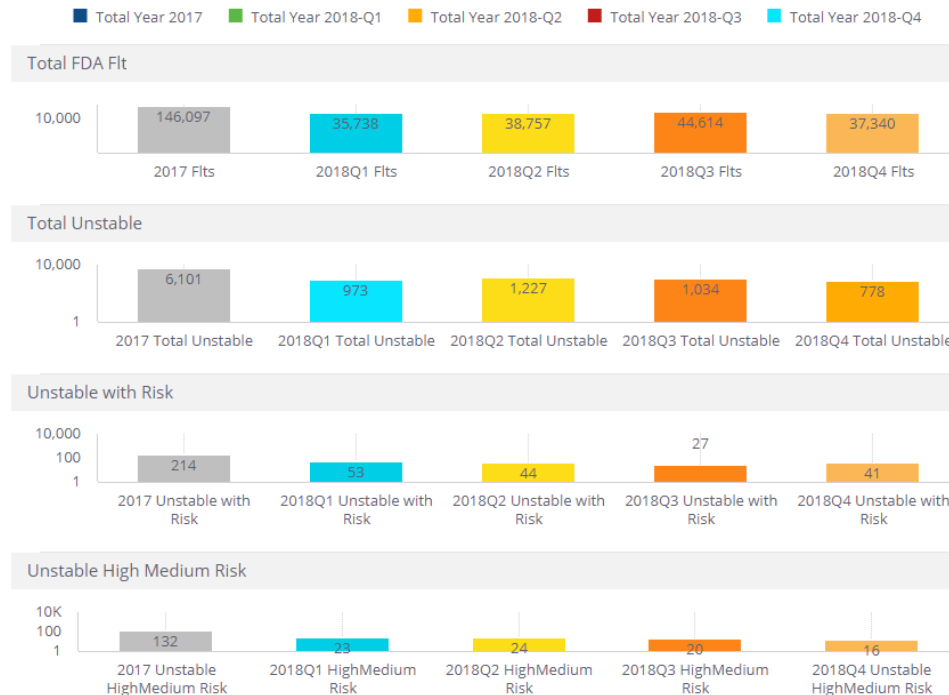 Total Year 2017 Total Year 2018-Q1 Total Year 2018-Q2 Total Year 2018-Q3 Total Year 2018-Q4
Total FDA Flt
10,000
146,097 35,738 38,757 44,614 37,340
2017 Flts 2018Q1 Flts 2018Q2 Flts 2018Q3 Flts 2018Q4 Flts
Total Unstable
10,000
6,101 973 1,227 1,034 778
1
2017 Total Unstable 2018Q1 Total Unstable 2018Q2 Total Unstable 2018Q3 Total Unstable 2018Q4 Total Unstable
Unstable with Risk
10,000
27
100
214 53 44 41
1
2017 Unstable with 2018Q1 Unstable with 2018Q2 Unstable with 2018Q3 Unstable with 2018Q4 Unstable with
Risk Risk Risk Risk Risk
Unstable High Medium Risk
10K
100
132 23 24 20 16
1
2017 Unstable 2018Q1 HighMedium 2018Q2 HighMedium 2018Q3 HighMedium 2018Q4 Unstable
HighMedium Risk Risk Risk Risk HighMedium Risk